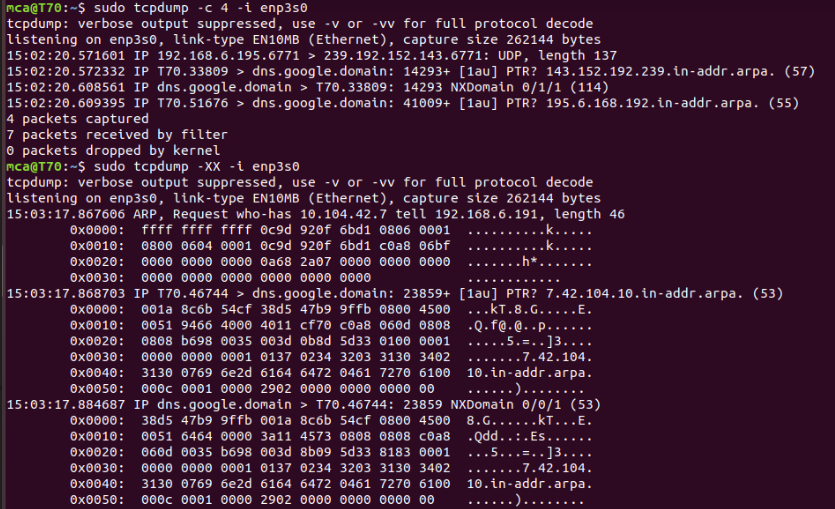 mca@T70:~$ sudo tcpdump -c 4 -i enp3s0
tcpdump: verbose output suppressed, use -v or -vv for full protocol decode
listening on enp3s0, link-type EN10MB (Ethernet), capture size 262144 bytes
15:02:20.571601 IP 192.168.6.195.6771 > 239.192.152.143.6771: UDP, length 137
15:02:20.572332 IP T70.33809 > dns.google.domain: 14293+ [1au] PTR? 143.152.192.239.in-addr.arpa. (57)
15:02:20.608561 IP dns.google.domain > T70.33809: 14293 NXDomain 0/1/1 (114)
15:02:20.609395 IP T70.51676 > dns.google.domain: 41009+ [1au] PTR? 195.6.168.192.in-addr.arpa. (55)
4 packets captured
7 packets received by filter
0 packets dropped by kernel
mca@T70:~$ sudo tcpdump -XX -i enp3s0
tcpdump: verbose output suppressed, use -v or -vv for full protocol decode
listening on enp3s0, link-type EN10MB (Ethernet), capture size 262144 bytes
15:03:17.867606 ARP, Request who-has 10.104.42.7 tell 192.168.6.191, length 46
0x0000:  ffff ffff ffff 0c9d 920f 6bd1 0806 0001  ..........k.....
0x0010:  0800 0604 0001 0c9d 920f 6bd1 c0a8 06bf  ..........k.....
0x0020:  0000 0000 0000 0a68 2a07 0000 0000 0000  .......h*.......
0x0030:  0000 0000 0000 0000 0000 0000            ............
15:03:17.868703 IP T70.46744 > dns.google.domain: 23859+ [1au] PTR? 7.42.104.10.in-addr.arpa. (53)
0x0000:  001a 8c6b 54cf 38d5 47b9 9ffb 0800 4500  ...kT.8.G.....E.
0x0010:  0051 9466 4000 4011 cf70 c0a8 060d 0808  .Q.f@.@..p......
0x0020:  0808 b698 0035 003d 0b8d 5d33 0100 0001  .....5.=..]3....
0x0030:  0000 0000 0001 0137 0234 3203 3130 3402  .......7.42.104.
0x0040:  3130 0769 6e2d 6164 6472 0461 7270 6100  10.in-addr.arpa.
0x0050:  000c 0001 0000 2902 0000 0000 0000 00    ......)........
15:03:17.884687 IP dns.google.domain > T70.46744: 23859 NXDomain 0/0/1 (53)
0x0000:  38d5 47b9 9ffb 001a 8c6b 54cf 0800 4500  8.G......kT...E.
0x0010:  0051 6464 0000 3a11 4573 0808 0808 c0a8  .Qdd..:.Es......
0x0020:  060d 0035 b698 003d 8b09 5d33 8183 0001  ...5...=..]3....
0x0030:  0000 0000 0001 0137 0234 3203 3130 3402  .......7.42.104.
0x0040:  3130 0769 6e2d 6164 6472 0461 7270 6100  10.in-addr.arpa.
0x0050:  000c 0001 0000 2902 0000 0000 0000 00    ......)........